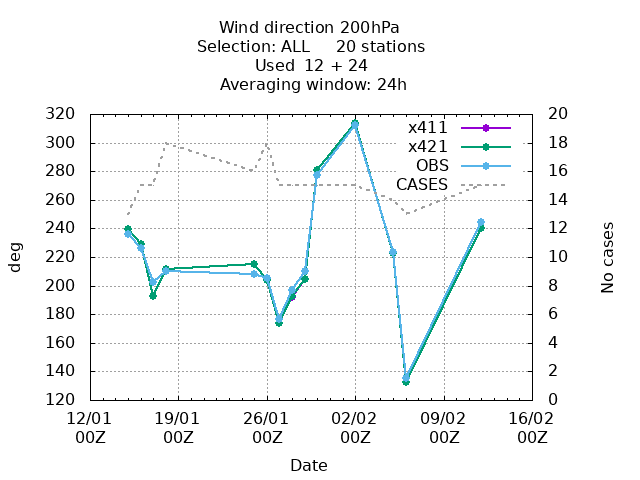 Wind direction 200hPa
Selection: ALL 20 stations
Used 12 + 24
Averaging window: 24h
320 20
300 x411 18
280 x421 16
OBS
260 CASES 14
240 12
220 10
200 8
180 6
160 4
140 2
120 0
deg
No cases
12/01 19/01 26/01 02/02 09/02 16/02
00Z 00Z 00Z 00Z 00Z 00Z
Date